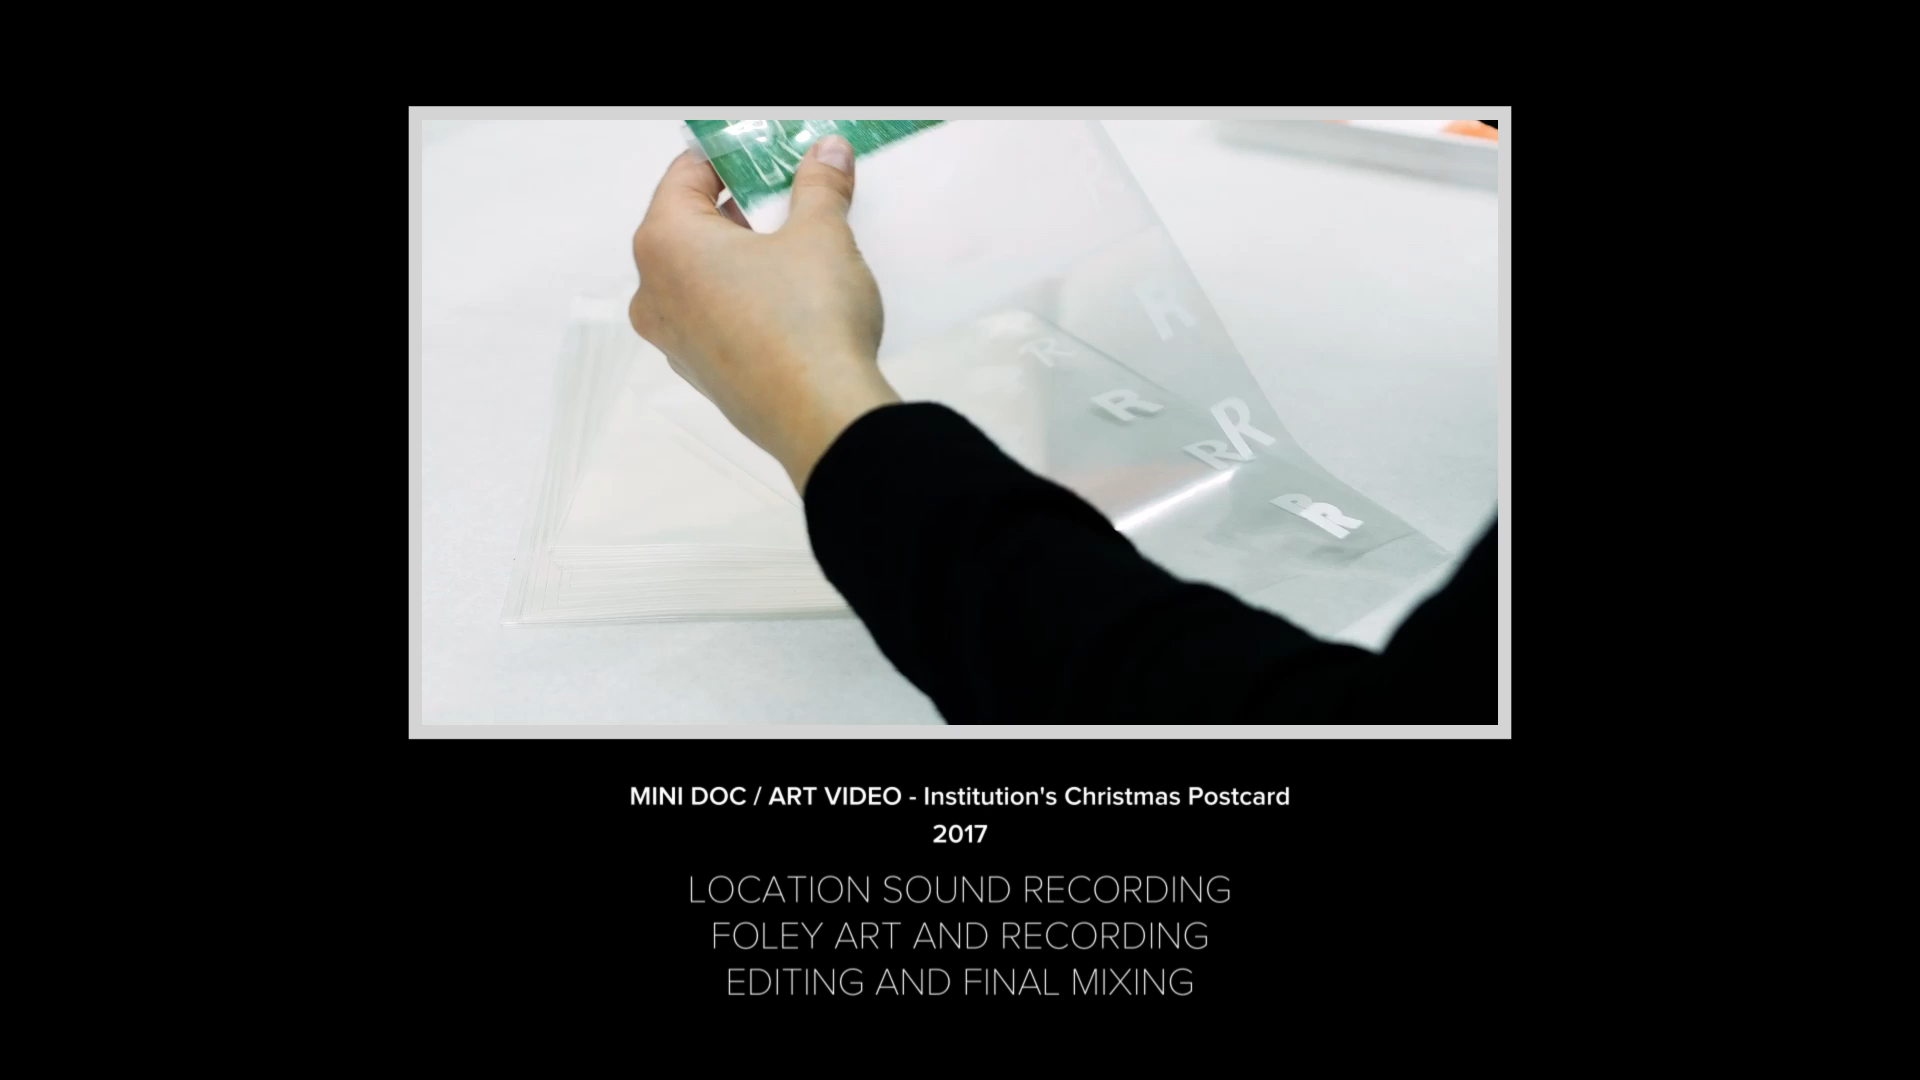 R
R
R
R
R
R
R
MINI DOC / ART VIDEO - Institution's Christmas Postcard
2017
LOCATION SOUND RECORDING
FOLEY ART AND RECORDING
EDITING AND FINAL MIXING